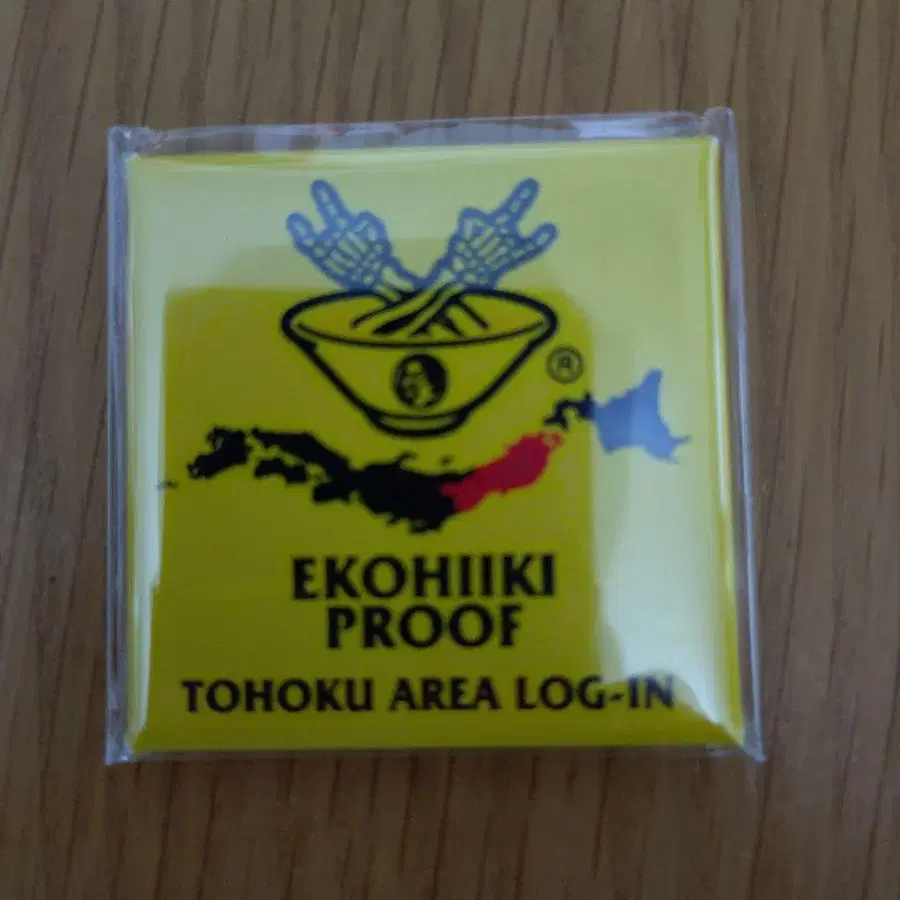 ®
EKOHIIKI
PROOF
TOHOKU AREA LOG-IN